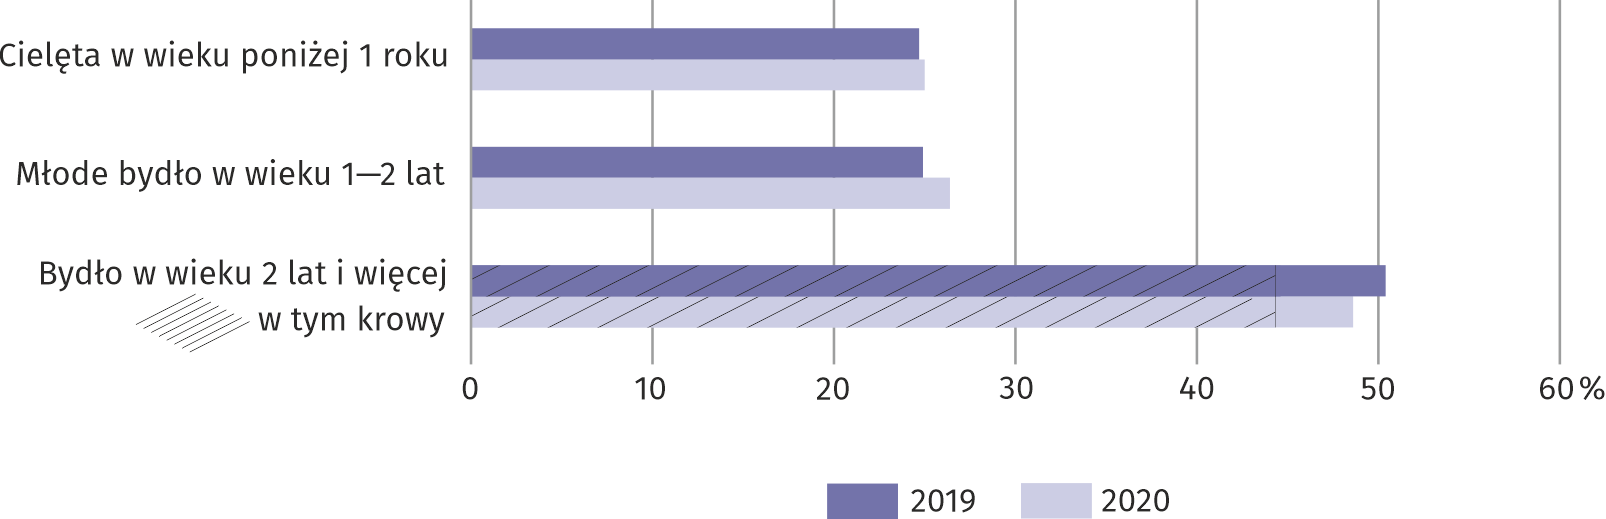 Cielęta w wieku poniżej 1 roku
Młode bydło w wieku 1—2 lat
Bydło w wieku 2 lat i więcej
w tym krowy
0 10 20 30 40 50 60 %
2019 2020